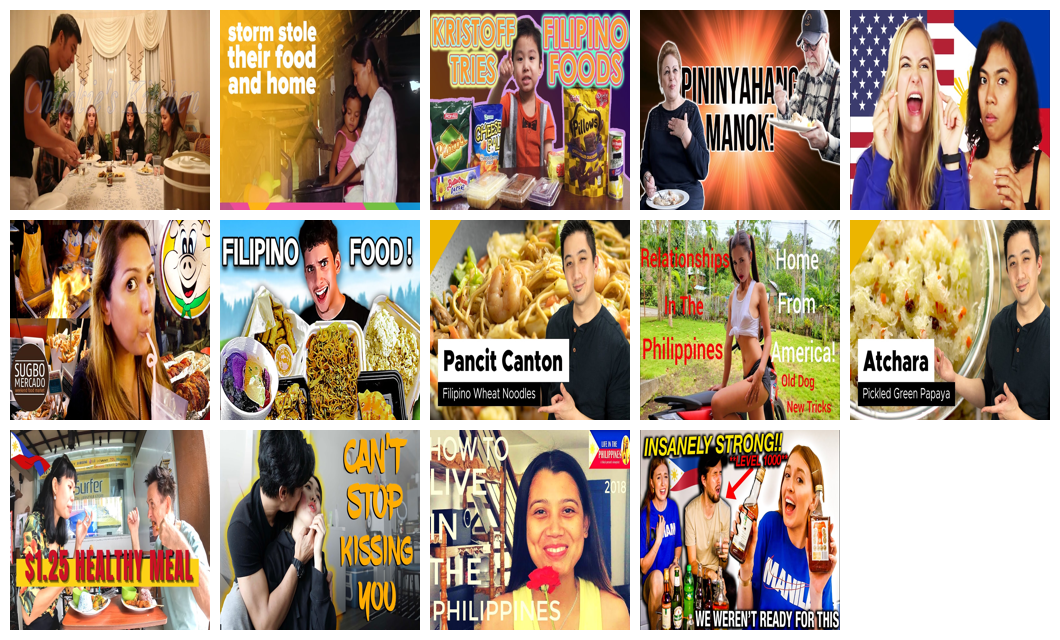 storm stole
their food
and home
KRISTOFF
TRIES
FILIPINO
FOODS
Pillows
PININYAHANG
MANOK!
SUGBO
MERCADO
FILIPINO FOOD!
Pancit Canton
Filipino Wheat Noodles
Relationships
In The
Philippines
Home
From
America!
Old Dog
New Tricks
Atchara
Pickled Green Papaya
Surfer
$1.25 HEALTHY MEAL
CAN'T
STOP
KISSING
YOU
HOW TO
LIVE
IN
THE
PHILIPPINES
LIFE IN THE
PHILIPPINES
2018
INSANELY STRONG!!
"LEVEL 1000"
WE WEREN'T READY FOR THIS